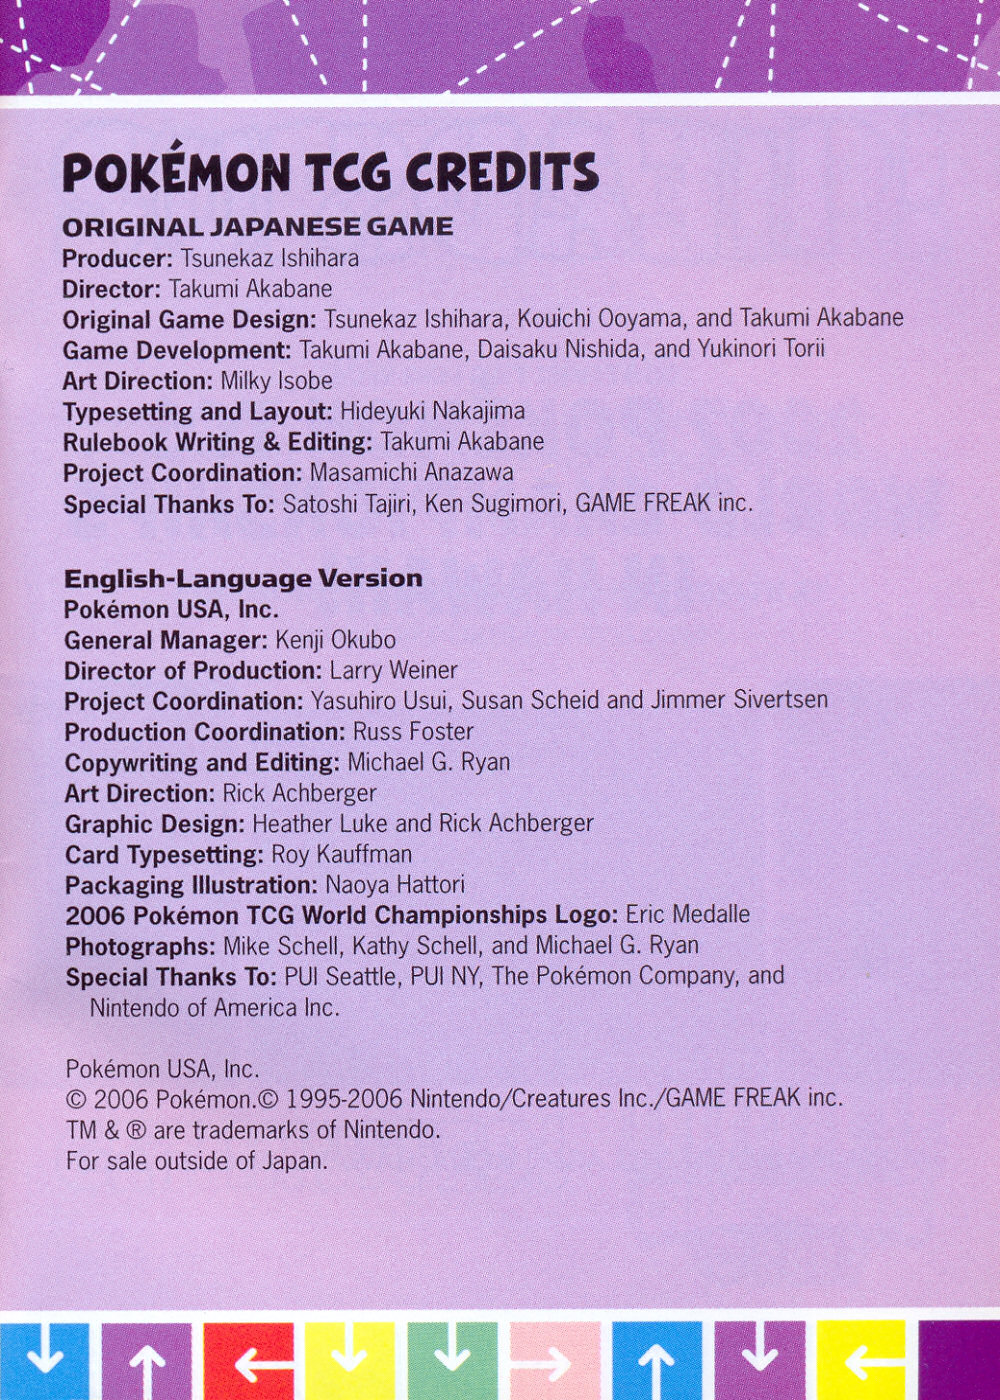 POKÉMON TCG CREDITS
ORIGINAL JAPANESE GAME
Producer: Tsunekaz Ishihara
Director: Takumi Akabane
Original Game Design: Tsunekaz Ishihara, Kouichi Ooyama, and Takumi Akabane
Game Development: Takumi Akabane, Daisaku Nishida, and Yukinori Torii
Art Direction: Milky Isobe
Typesetting and Layout: Hideyuki Nakajima
Rulebook Writing & Editing: Takumi Akabane
Project Coordination: Masamichi Anazawa
Special Thanks To: Satoshi Tajiri, Ken Sugimori, GAME FREAK inc.
English-Language Version
Pokémon USA, Inc.
General Manager: Kenji Okubo
Director of Production: Larry Weiner
Project Coordination: Yasuhiro Usui, Susan Scheid and Jimmer Sivertsen
Production Coordination: Russ Foster
Copywriting and Editing: Michael G. Ryan
Art Direction: Rick Achberger
Graphic Design: Heather Luke and Rick Achberger
Card Typesetting: Roy Kauffman
Packaging Illustration: Naoya Hattori
2006 Pokémon TCG World Championships Logo: Eric Medalle
Photographs: Mike Schell, Kathy Schell, and Michael G. Ryan
Special Thanks To: PUI Seattle, PUI NY, The Pokémon Company, and
Nintendo of America Inc.
Pokémon USA, Inc.
© 2006 Pokémon.© 1995-2006 Nintendo/Creatures Inc./GAME FREAK inc.
TM & ® are trademarks of Nintendo.
For sale outside of Japan.